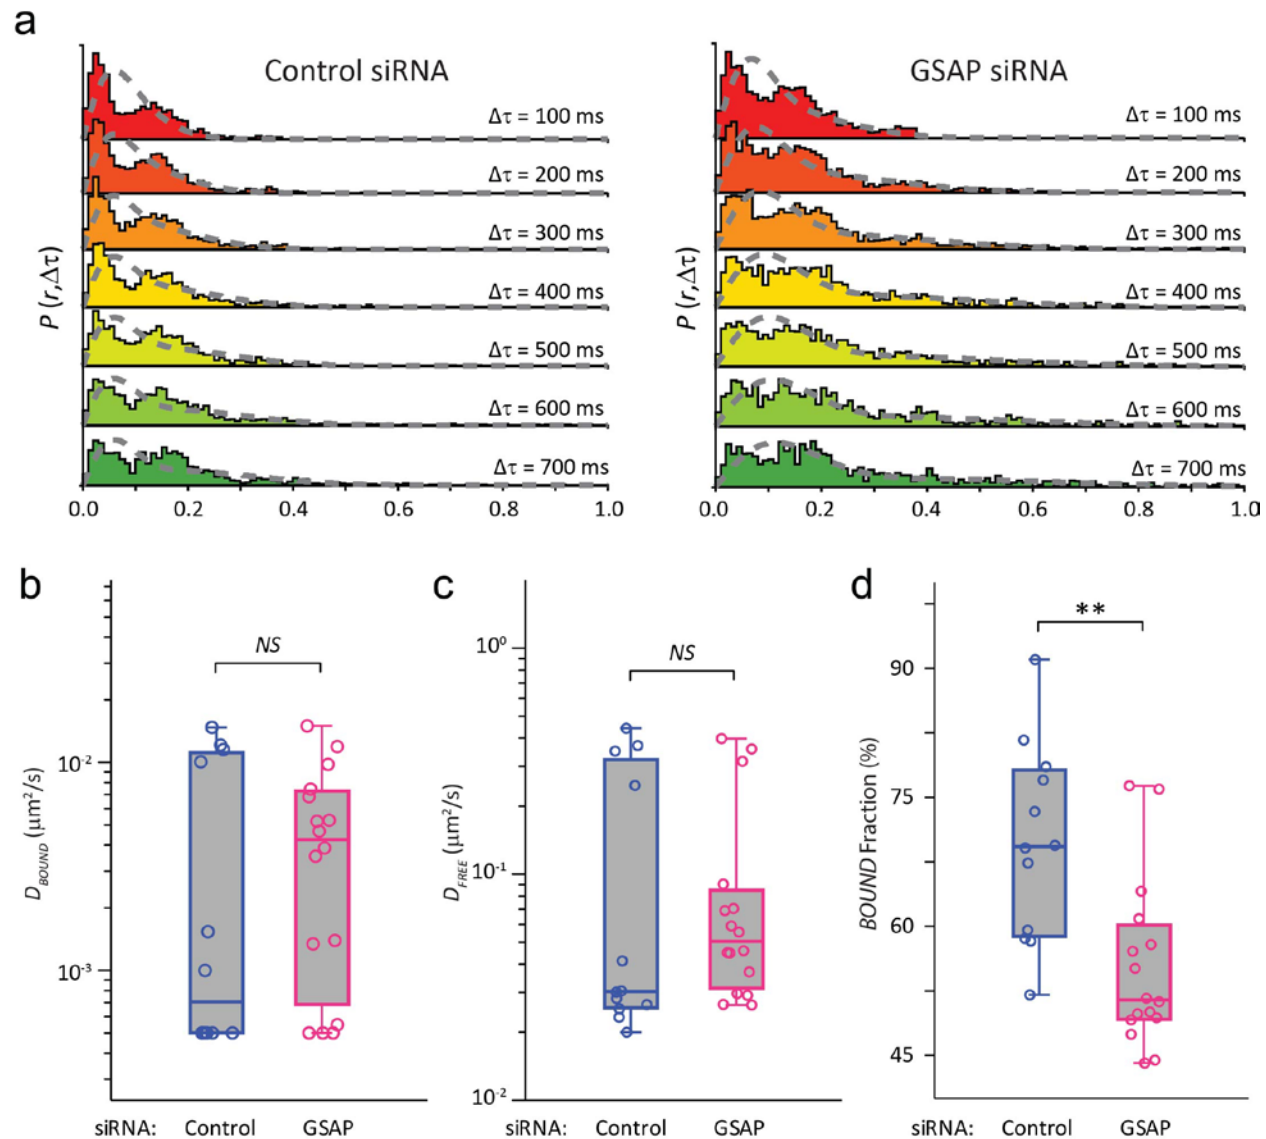 a
Control siRNA
GSAP siRNA
P (r,Δτ)
Δτ = 100 ms
Δτ = 200 ms
Δτ = 300 ms
Δτ = 400 ms
Δτ = 500 ms
Δτ = 600 ms
Δτ = 700 ms
0.0 0.2 0.4 0.6 0.8 1.0
P (r,Δτ)
Δτ = 100 ms
Δτ = 200 ms
Δτ = 300 ms
Δτ = 400 ms
Δτ = 500 ms
Δτ = 600 ms
Δτ = 700 ms
0.0 0.2 0.4 0.6 0.8 1.0
b
NS
D_BOUND (μm²/s)
10⁻²
10⁻³
siRNA: Control GSAP
c
NS
D_FREE (μm²/s)
10⁰
10⁻¹
10⁻²
siRNA: Control GSAP
d
**
BOUND Fraction (%)
90
75
60
45
siRNA: Control GSAP